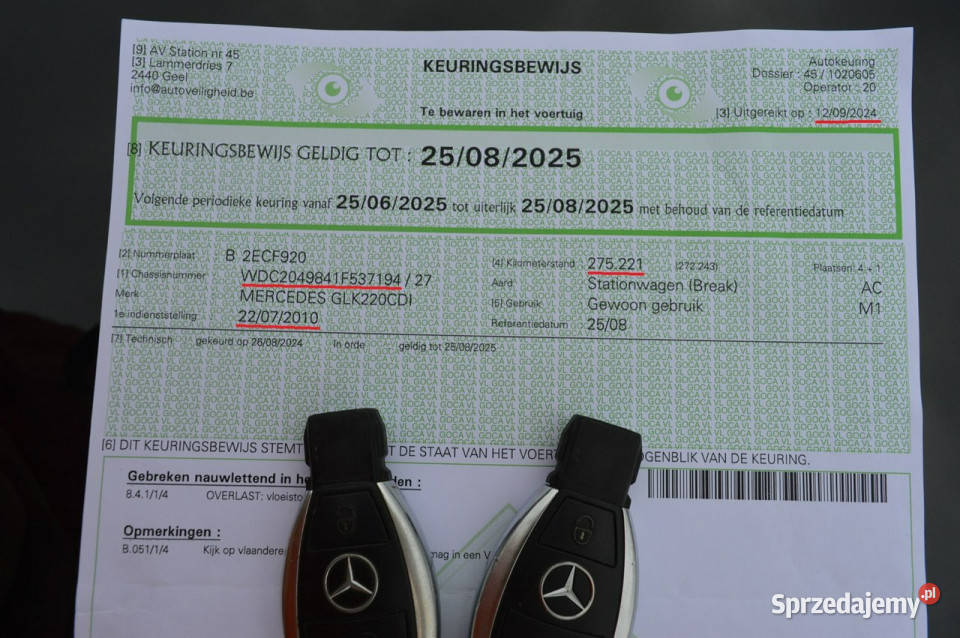 [9] AV Station nr 45
[3] Lammerdries 7
2440 Geel
info@autoveiligheid.be
KEURINGSBEWIJS
Te bewaren in het voertuig
Autokeuring
Dossier : 45 / 1020605
Operator : 20
[3] Uitgereikt op : 12/09/2024
[8] KEURINGSBEWIJS GELDIG TOT : 25/08/2025
Volgende periodieke keuring vanaf 25/06/2025 tot uiterlijk 25/08/2025 met behoud van de referentiedatum
[2] Nummerplaat : B 2ECF920
[1] Chassisnummer : WDC2049841F537194 / 27
Merk MERCEDES GLK220CDI
1e indienststelling : 22/07/2010
[4] Kilometerstand : 275.221 (272.243) Plaatsen: 4 + 1
Aard : Stationwagen (Break) AC
[5] Gebruik : Gewoon gebruik M1
Referentiedatum 25/08
[7] Technisch gekeurd op 26/08/2024 In orde geldig tot 25/08/2025
[6] DIT KEURINGSBEWIJS STEMT T DE STAAT VAN HET VOERT OGENBLIK VAN DE KEURING.
Gebreken nauwlettend in he den :
8.4.1/1/4 OVERLAST: vloeisto
Opmerkingen :
B.051/1/4 Kijk op vlaandere mag in een V
Sprzedajemy.pl